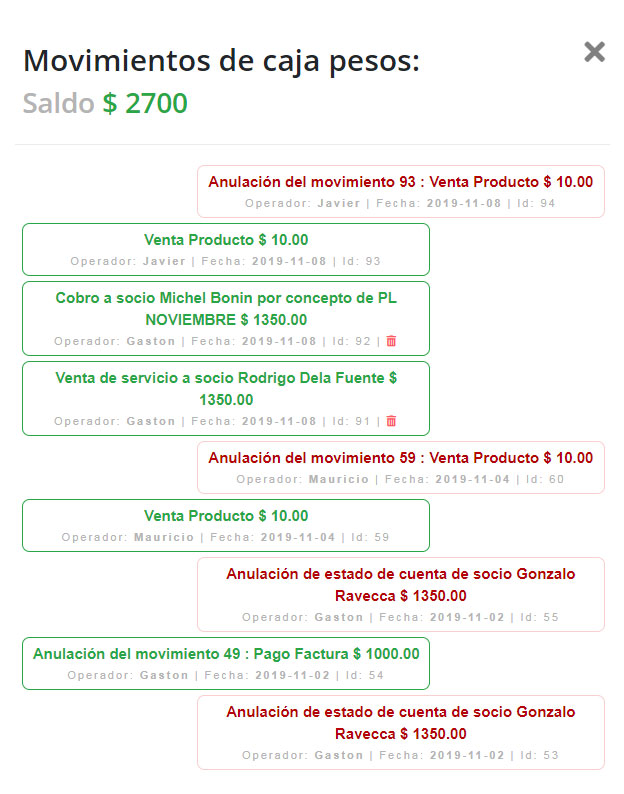 Movimientos de caja pesos:
Saldo $ 2700
Anulación del movimiento 93 : Venta Producto $ 10.00
Operador: Javier | Fecha: 2019-11-08 | Id: 94
Venta Producto $ 10.00
Operador: Javier | Fecha: 2019-11-08 | Id: 93
Cobro a socio Michel Bonin por concepto de PL
NOVIEMBRE $ 1350.00
Operador: Gaston | Fecha: 2019-11-08 | Id: 92 |
Venta de servicio a socio Rodrigo Dela Fuente $
1350.00
Operador: Gaston | Fecha: 2019-11-08 | Id: 91 |
Anulación del movimiento 59 : Venta Producto $ 10.00
Operador: Mauricio | Fecha: 2019-11-04 | Id: 60
Venta Producto $ 10.00
Operador: Mauricio | Fecha: 2019-11-04 | Id: 59
Anulación de estado de cuenta de socio Gonzalo
Ravecca $ 1350.00
Operador: Gaston | Fecha: 2019-11-02 | Id: 55
Anulación del movimiento 49 : Pago Factura $ 1000.00
Operador: Gaston | Fecha: 2019-11-02 | Id: 54
Anulación de estado de cuenta de socio Gonzalo
Ravecca $ 1350.00
Operador: Gaston | Fecha: 2019-11-02 | Id: 53